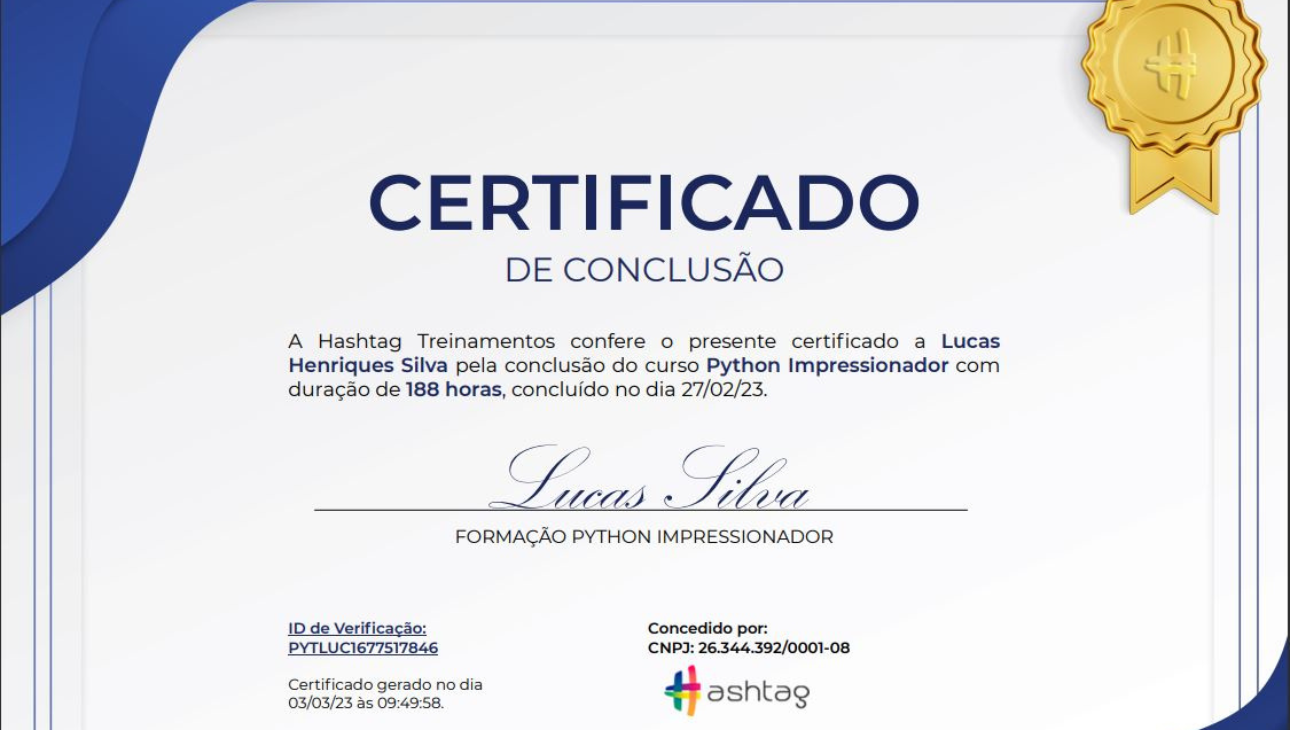 CERTIFICADO
DE CONCLUSÃO
A Hashtag Treinamentos confere o presente certificado a Lucas
Henriques Silva pela conclusão do curso Python Impressionador com
duração de 188 horas, concluído no dia 27/02/23.
Lucas Silva
FORMAÇÃO PYTHON IMPRESSIONADOR
ID de Verificação:
PYTLUC1677517846
Certificado gerado no dia
03/03/23 às 09:49:58.
Concedido por:
CNPJ: 26.344.392/0001-08
#ashtag